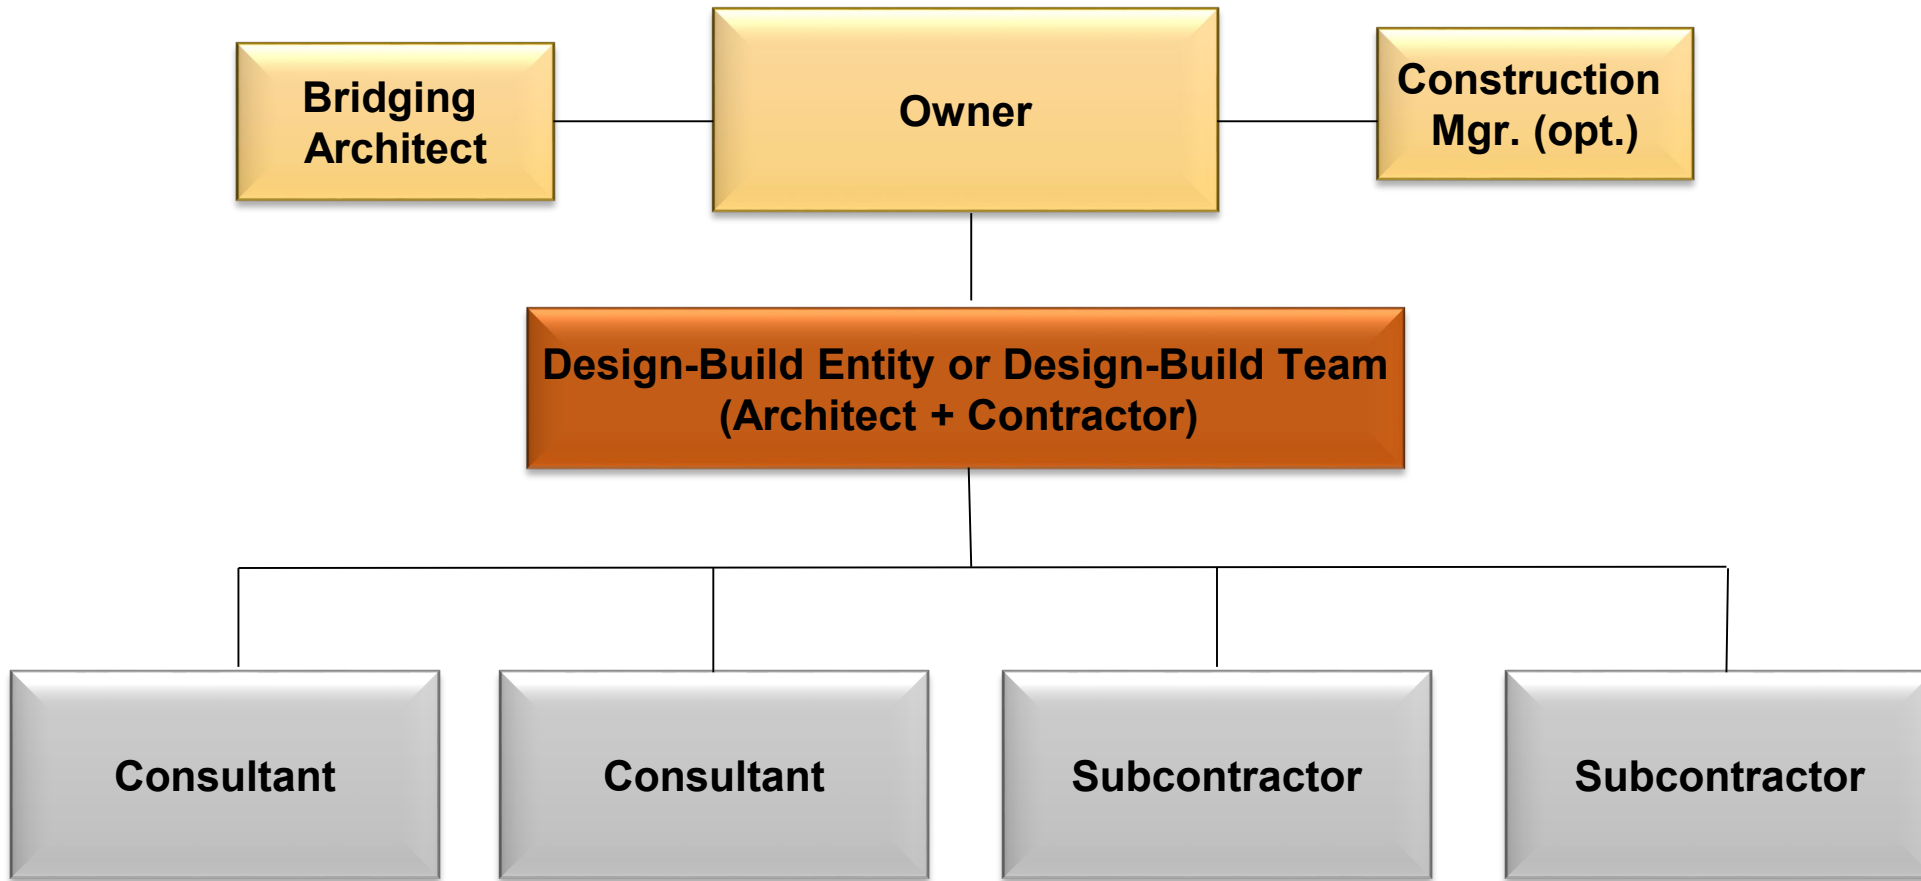 Bridging
Architect
Owner
Construction
Mgr. (opt.)
Design-Build Entity or Design-Build Team
(Architect + Contractor)
Consultant
Consultant
Subcontractor
Subcontractor